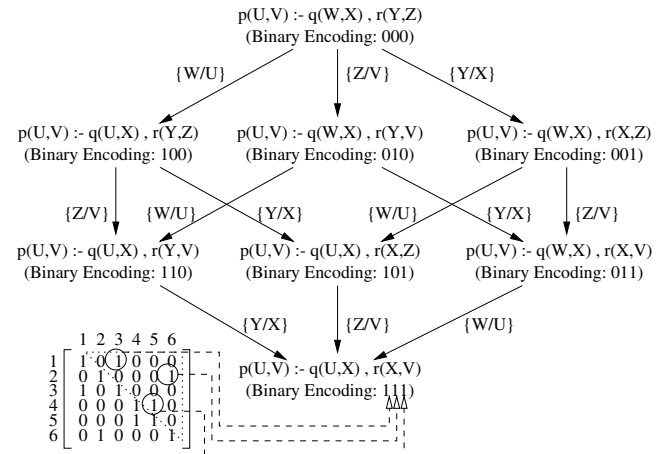 p(U,V) :- q(W,X) , r(Y,Z)
(Binary Encoding: 000)
{W/U} {Z/V} {Y/X}
p(U,V) :- q(U,X) , r(Y,Z) p(U,V) :- q(W,X) , r(Y,V) p(U,V) :- q(W,X) , r(X,Z)
(Binary Encoding: 100) (Binary Encoding: 010) (Binary Encoding: 001)
{Z/V} {W/U} {Y/X} {W/U} {Y/X} {Z/V}
p(U,V) :- q(U,X) , r(Y,V) p(U,V) :- q(U,X) , r(X,Z) p(U,V) :- q(W,X) , r(X,V)
(Binary Encoding: 110) (Binary Encoding: 101) (Binary Encoding: 011)
{Y/X} {Z/V} {W/U}
p(U,V) :- q(U,X) , r(X,V)
(Binary Encoding: 111)
1 2 3 4 5 6
1 1 0 1 0 0 0
2 0 1 0 0 0 1
3 1 0 1 0 0 0
4 0 0 0 1 1 0
5 0 0 0 1 1 0
6 0 1 0 0 0 1